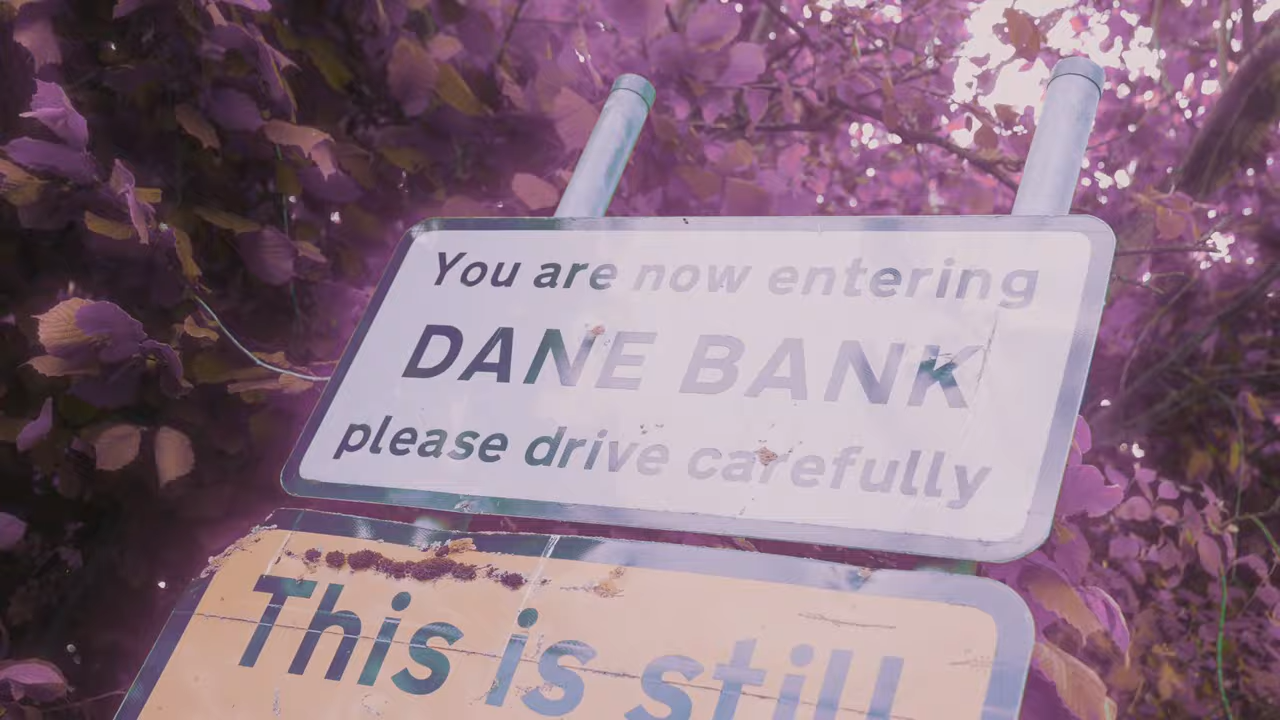 You are now entering
DANE BANK
please drive carefully
This is still